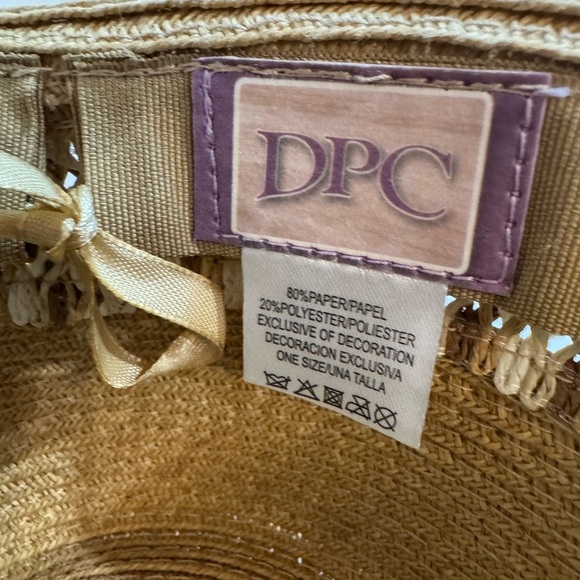 DPC
80%PAPER/PAPEL
20%POLYESTER/POLIESTER
EXCLUSIVE OF DECORATION
DECORACION EXCLUSIVA
ONE SIZE/UNA TALLA